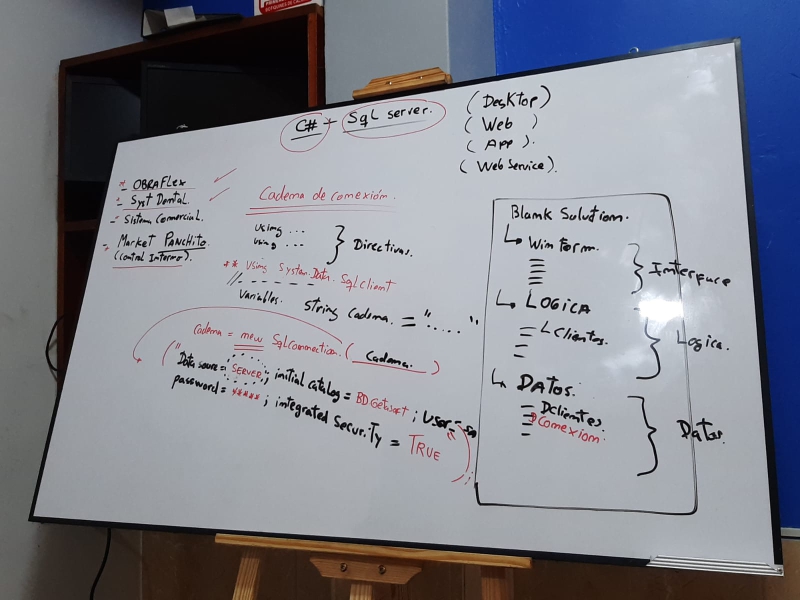 C# + SqL server.
(Desktop)
(Web)
(App).
(Web Service).
- OBRAFLex
- Syst Dental.
- Sistema Comercial.
- Market Panchito.
(Control Interno).
Cadena de conexión.
using ...
using ... } Directivas.
** Using System.Data.SqlClient
//- - - - - -
Variables. string cadena = "....."
cadena = new SqlConnection (Cadena)
("Data source = SERVER; initial catalog = BD.Getsoft; User = sa
password = *****; integrated SecuriTy = TRUE ");
Blank Solution.
Win Form.
} Interface
LOGICA
LClientes.
} Logica.
DATOS.
DClientes
Conexion.
} Datos.